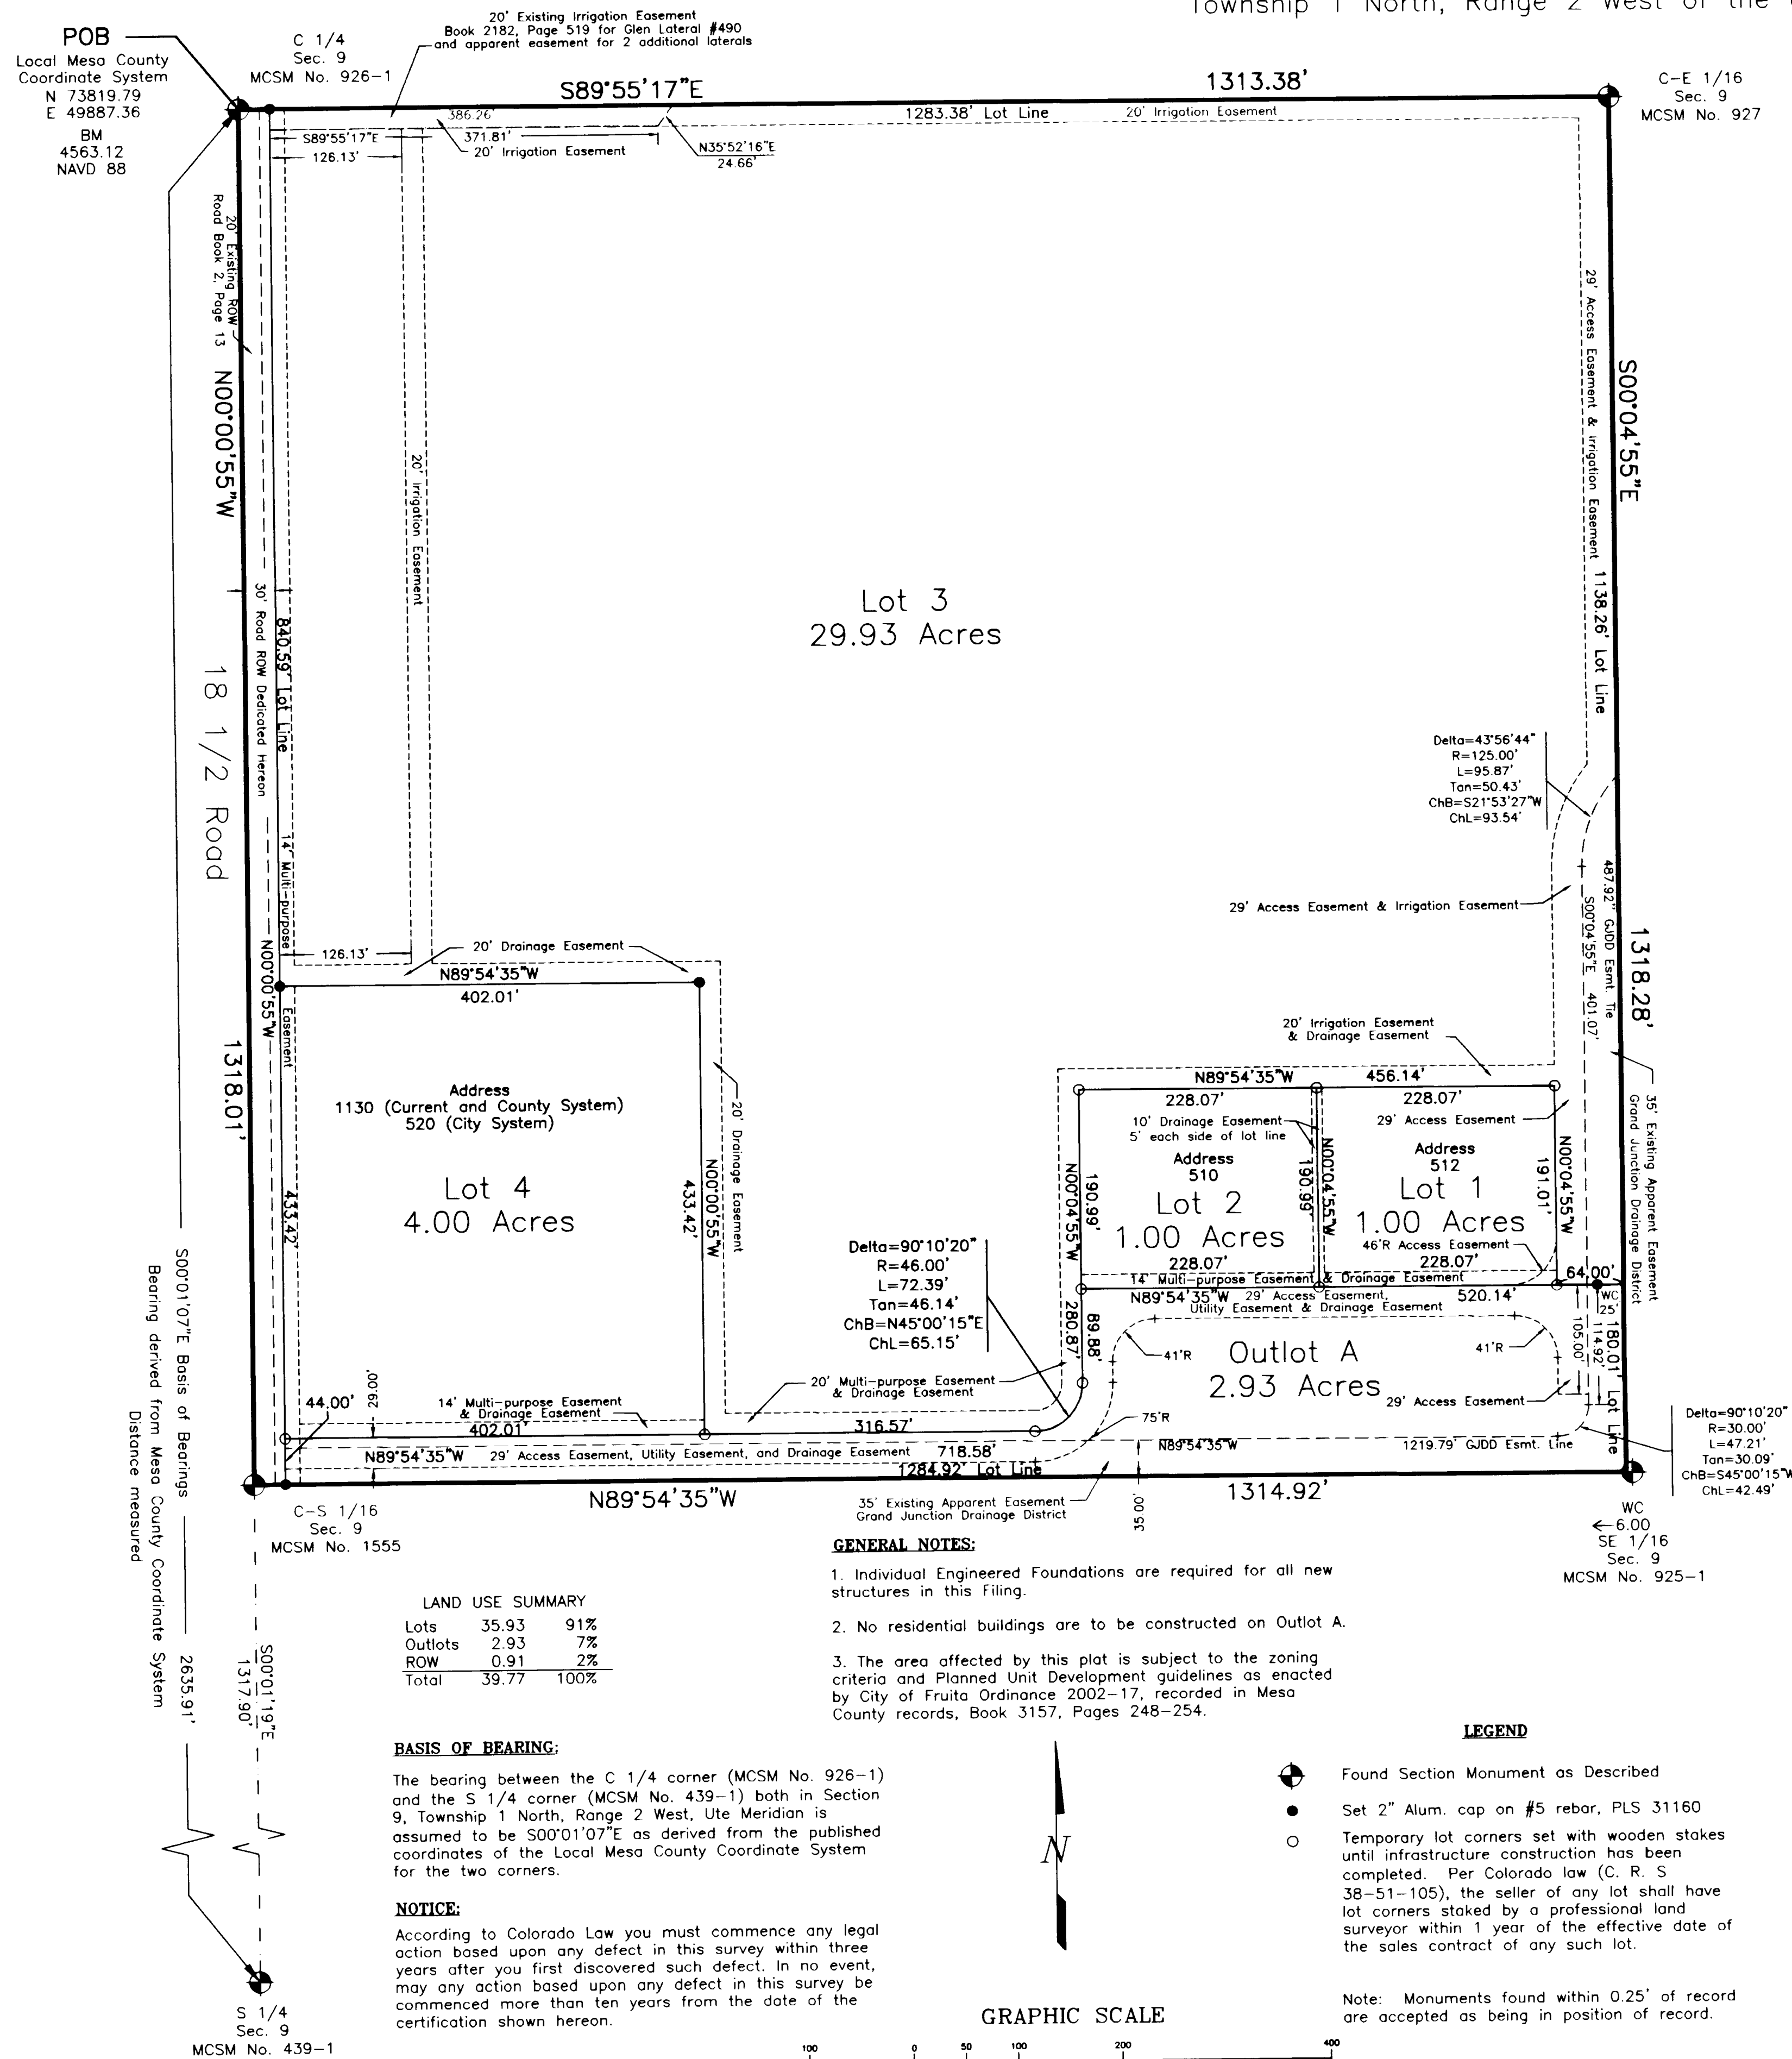 Township 1 North, Range 2 West of the
POB
Local Mesa County
Coordinate System
N 73819.79
E 49887.36
BM
4563.12
NAVD 88
C 1/4
Sec. 9
MCSM No. 926-1
20' Existing Irrigation Easement
Book 2182, Page 519 for Glen Lateral #490
and apparent easement for 2 additional laterals
S89°55'17"E
1313.38'
C-E 1/16
Sec. 9
MCSM No. 927
386.26'
1283.38' Lot Line
20' Irrigation Easement
S89°55'17"E
371.81'
126.13'
20' Irrigation Easement
N35°52'16"E
24.66'
20' Existing ROW
Road Book 2, Page 13
N00°00'55"W
20' Irrigation Easement
29' Access Easement & Irrigation Easement
1138.26' Lot Line
S00°04'55"E
30' Road ROW Dedicated Hereon
840.59' Lot Line
18 1/2 Road
Lot 3
29.93 Acres
Delta=43°56'44"
R=125.00'
L=95.87'
Tan=50.43'
ChB=S21°53'27"W
ChL=93.54'
14' Multi-purpose
Easement
29' Access Easement & Irrigation Easement
487.92" GJDD Esmt. Tie
S00°04'55"E 401.07'
1318.28'
N00°00'55"W
126.13'
20' Drainage Easement
N89°54'35"W
402.01'
1318.01'
20' Irrigation Easement
& Drainage Easement
35' Existing Apparent Easement
Grand Junction Drainage District
Address
1130 (Current and County System)
520 (City System)
Lot 4
4.00 Acres
433.42'
433.42'
N00°00'55"W
20' Drainage Easement
N89°54'35"W
456.14'
228.07'
228.07'
10' Drainage Easement
5' each side of lot line
29' Access Easement
Address
510
Lot 2
1.00 Acres
Address
512
Lot 1
1.00 Acres
N00°04'55"W
190.99'
190.99'
N00°04'55"W
191.01'
N00°04'55"W
46'R Access Easement
228.07'
228.07'
14' Multi-purpose Easement & Drainage Easement
64.00'
N89°54'35"W
29' Access Easement,
Utility Easement & Drainage Easement
520.14'
WC
25'
Delta=90°10'20"
R=46.00'
L=72.39'
Tan=46.14'
ChB=N45°00'15"E
ChL=65.15'
280.87'
89.88'
41'R
Outlot A
2.93 Acres
41'R
105.00'
114.92'
180.01' Lot Line
29' Access Easement
20' Multi-purpose Easement
& Drainage Easement
75'R
29.00'
44.00'
14' Multi-purpose Easement
& Drainage Easement
402.01'
316.57'
N89°54'35"W
29' Access Easement, Utility Easement, and Drainage Easement
718.58'
N89°54'35"W
1219.79' GJDD Esmt. Line
Delta=90°10'20"
R=30.00'
L=47.21'
Tan=30.09'
ChB=S45°00'15"W
ChL=42.49'
1284.92' Lot Line
N89°54'35"W
1314.92'
35' Existing Apparent Easement
Grand Junction Drainage District
35.00'
C-S 1/16
Sec. 9
MCSM No. 1555
WC
←6.00
SE 1/16
Sec. 9
MCSM No. 925-1
S00°01'07"E Basis of Bearings
2635.91'
Bearing derived from Mesa County Coordinate System
Distance measured
S00°01'19"E
1317.90'
S 1/4
Sec. 9
MCSM No. 439-1
LAND USE SUMMARY
Lots 35.93 91%
Outlots 2.93 7%
ROW 0.91 2%
Total 39.77 100%
GENERAL NOTES:
1. Individual Engineered Foundations are required for all new
structures in this Filing.
2. No residential buildings are to be constructed on Outlot A.
3. The area affected by this plat is subject to the zoning
criteria and Planned Unit Development guidelines as enacted
by City of Fruita Ordinance 2002-17, recorded in Mesa
County records, Book 3157, Pages 248-254.
BASIS OF BEARING:
The bearing between the C 1/4 corner (MCSM No. 926-1)
and the S 1/4 corner (MCSM No. 439-1) both in Section
9, Township 1 North, Range 2 West, Ute Meridian is
assumed to be S00°01'07"E as derived from the published
coordinates of the Local Mesa County Coordinate System
for the two corners.
NOTICE:
According to Colorado Law you must commence any legal
action based upon any defect in this survey within three
years after you first discovered such defect. In no event,
may any action based upon any defect in this survey be
commenced more than ten years from the date of the
certification shown hereon.
N
LEGEND
Found Section Monument as Described
Set 2" Alum. cap on #5 rebar, PLS 31160
Temporary lot corners set with wooden stakes
until infrastructure construction has been
completed. Per Colorado law (C. R. S
38-51-105), the seller of any lot shall have
lot corners staked by a professional land
surveyor within 1 year of the effective date of
the sales contract of any such lot.
Note: Monuments found within 0.25' of record
are accepted as being in position of record.
GRAPHIC SCALE
100 0 50 100 200 400